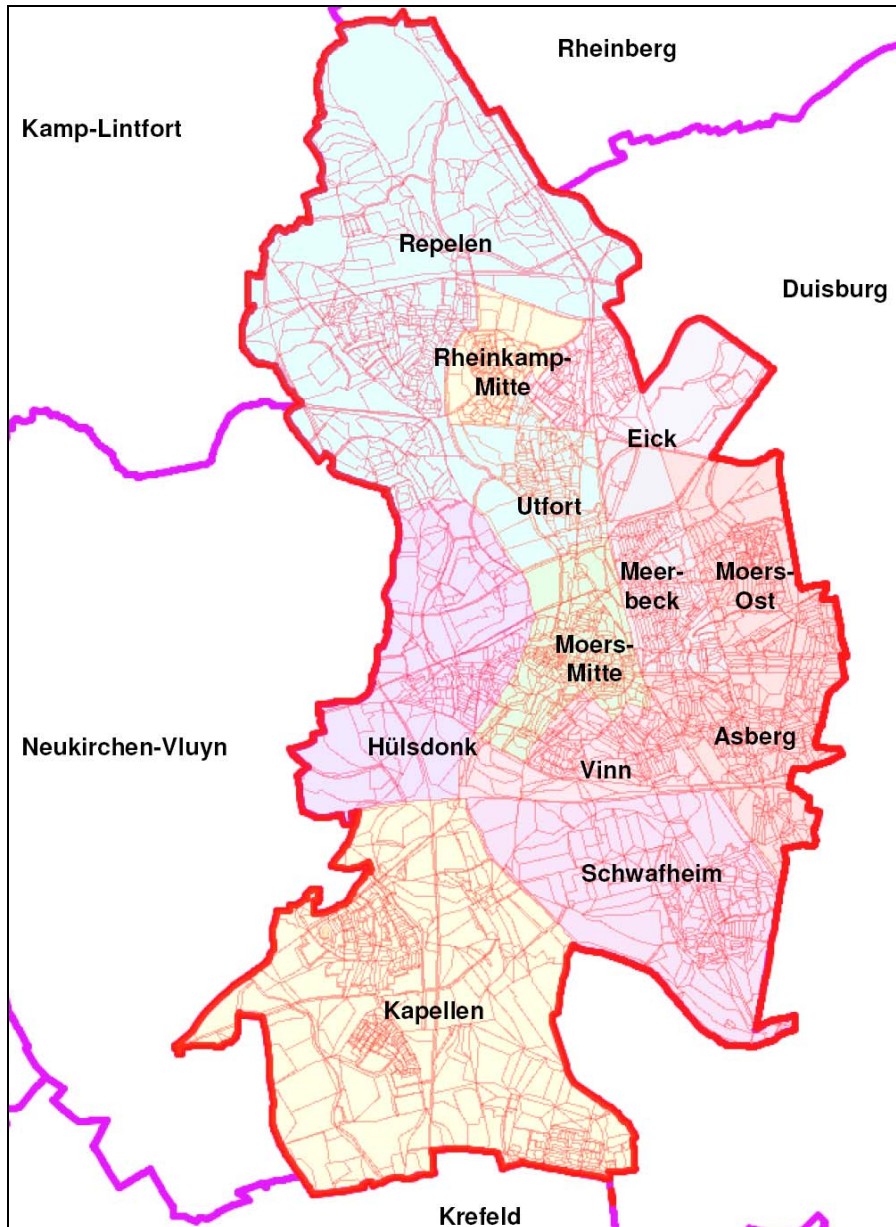 Rheinberg
Kamp-Lintfort
Repelen
Duisburg
Rheinkamp-
Mitte
Eick
Utfort
Meer-
beck
Moers-
Ost
Moers-
Mitte
Neukirchen-Vluyn
Hülsdonk
Asberg
Vinn
Schwafheim
Kapellen
Krefeld